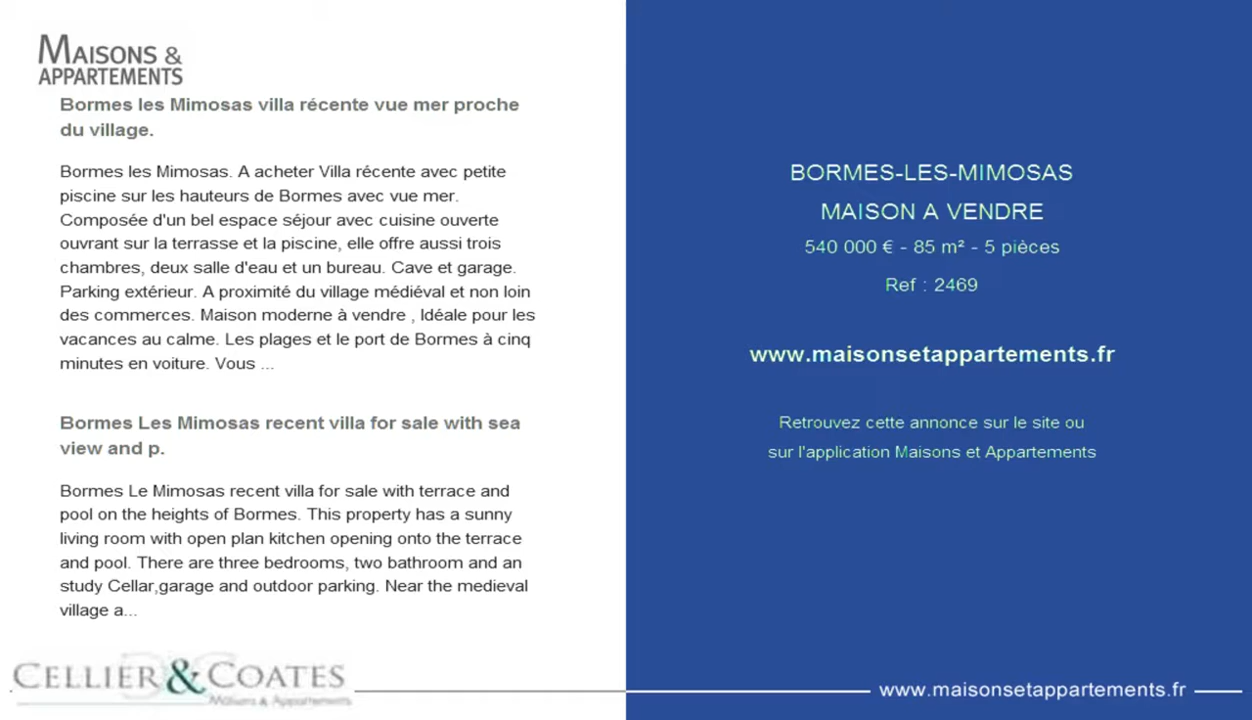 MAISONS &
APPARTEMENTS
Bormes les Mimosas villa récente vue mer proche
du village.
Bormes les Mimosas. A acheter Villa récente avec petite
piscine sur les hauteurs de Bormes avec vue mer.
Composée d'un bel espace séjour avec cuisine ouverte
ouvrant sur la terrasse et la piscine, elle offre aussi trois
chambres, deux salle d'eau et un bureau. Cave et garage.
Parking extérieur. A proximité du village médiéval et non loin
des commerces. Maison moderne à vendre , Idéale pour les
vacances au calme. Les plages et le port de Bormes à cinq
minutes en voiture. Vous ...
Bormes Les Mimosas recent villa for sale with sea
view and p.
Bormes Le Mimosas recent villa for sale with terrace and
pool on the heights of Bormes. This property has a sunny
living room with open plan kitchen opening onto the terrace
and pool. There are three bedrooms, two bathroom and an
study Cellar,garage and outdoor parking. Near the medieval
village a...
CELLIER & COATES
Maisons & Appartements
BORMES-LES-MIMOSAS
MAISON A VENDRE
540 000 € - 85 m² - 5 pièces
Ref : 2469
www.maisonsetappartements.fr
Retrouvez cette annonce sur le site ou
sur l'application Maisons et Appartements
www.maisonsetappartements.fr